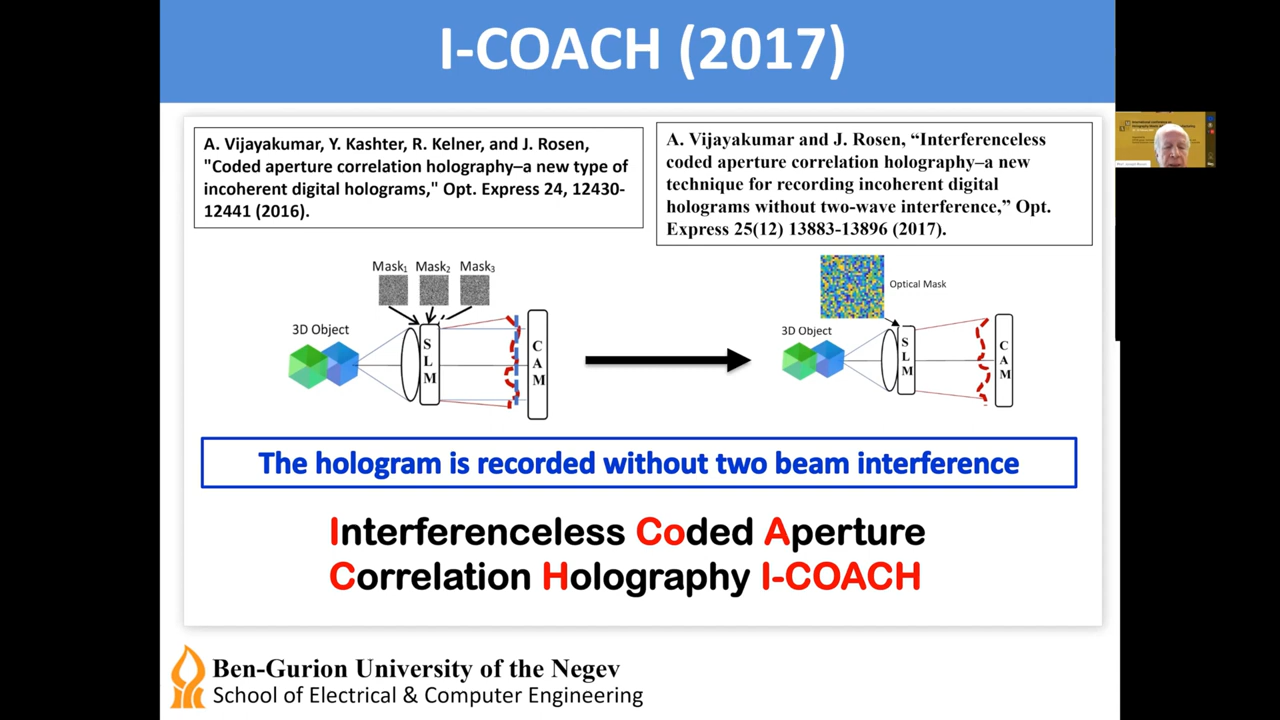 I-COACH (2017)
A. Vijayakumar, Y. Kashter, R. Kelner, and J. Rosen,
"Coded aperture correlation holography–a new type of
incoherent digital holograms," Opt. Express 24, 12430-
12441 (2016).
A. Vijayakumar and J. Rosen, “Interferenceless
coded aperture correlation holography–a new
technique for recording incoherent digital
holograms without two-wave interference,” Opt.
Express 25(12) 13883-13896 (2017).
Mask1 Mask2 Mask3
3D Object
SLM
CAM
Optical Mask
3D Object
SLM
CAM
The hologram is recorded without two beam interference
Interferenceless Coded Aperture
Correlation Holography I-COACH
Ben-Gurion University of the Negev
School of Electrical & Computer Engineering